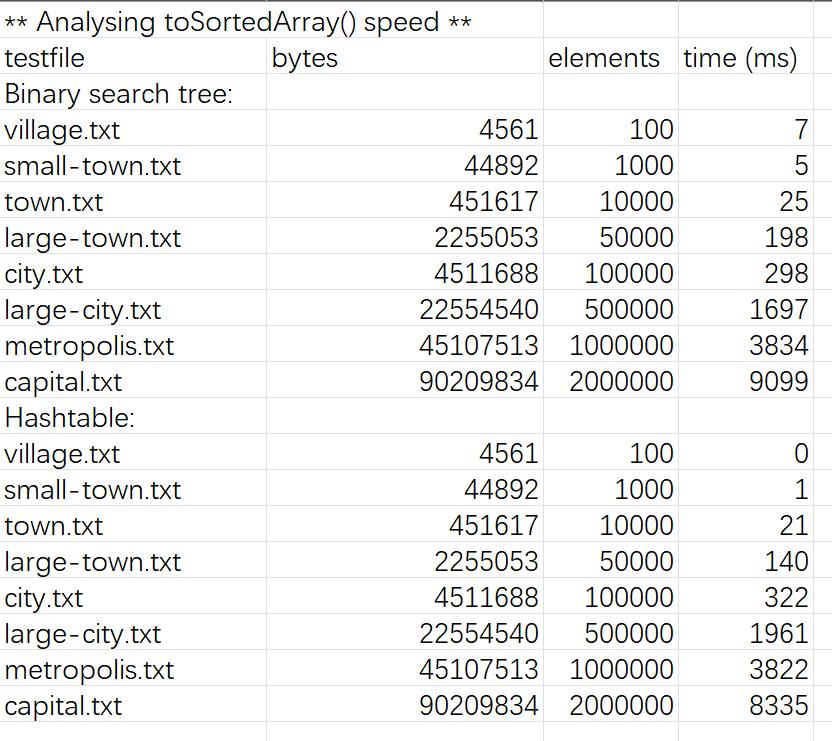 ** Analysing toSortedArray() speed **
testfile bytes elements time (ms)
Binary search tree:
village.txt 4561 100 7
small-town.txt 44892 1000 5
town.txt 451617 10000 25
large-town.txt 2255053 50000 198
city.txt 4511688 100000 298
large-city.txt 22554540 500000 1697
metropolis.txt 45107513 1000000 3834
capital.txt 90209834 2000000 9099
Hashtable:
village.txt 4561 100 0
small-town.txt 44892 1000 1
town.txt 451617 10000 21
large-town.txt 2255053 50000 140
city.txt 4511688 100000 322
large-city.txt 22554540 500000 1961
metropolis.txt 45107513 1000000 3822
capital.txt 90209834 2000000 8335